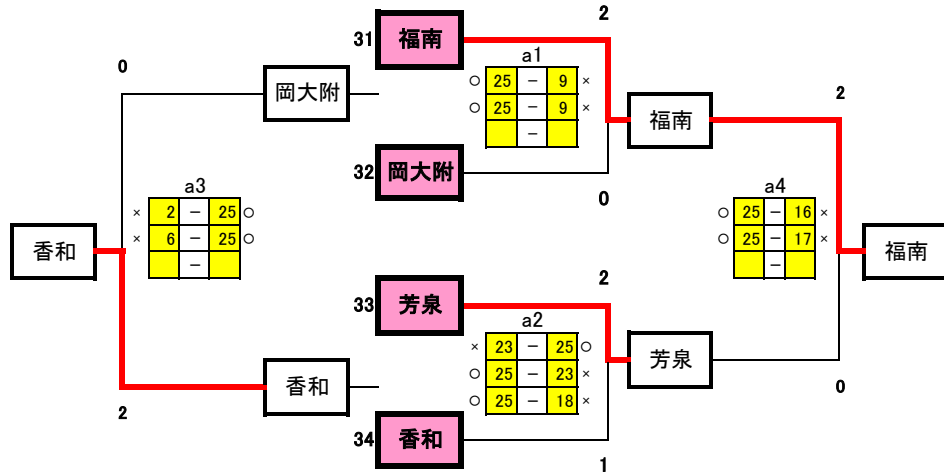 2
31 福南
a1
0
○ 25 － 9 ×
岡大附
2
○ 25 － 9 ×
福南
－
32 岡大附
a3
a4
0
× 2 － 25 ○
○ 25 － 16 ×
× 6 － 25 ○
○ 25 － 17 ×
香和
福南
－
－
2
33 芳泉
a2
× 23 － 25 ○
芳泉
○ 25 － 23 ×
香和
0
○ 25 － 18 ×
2
34 香和
1